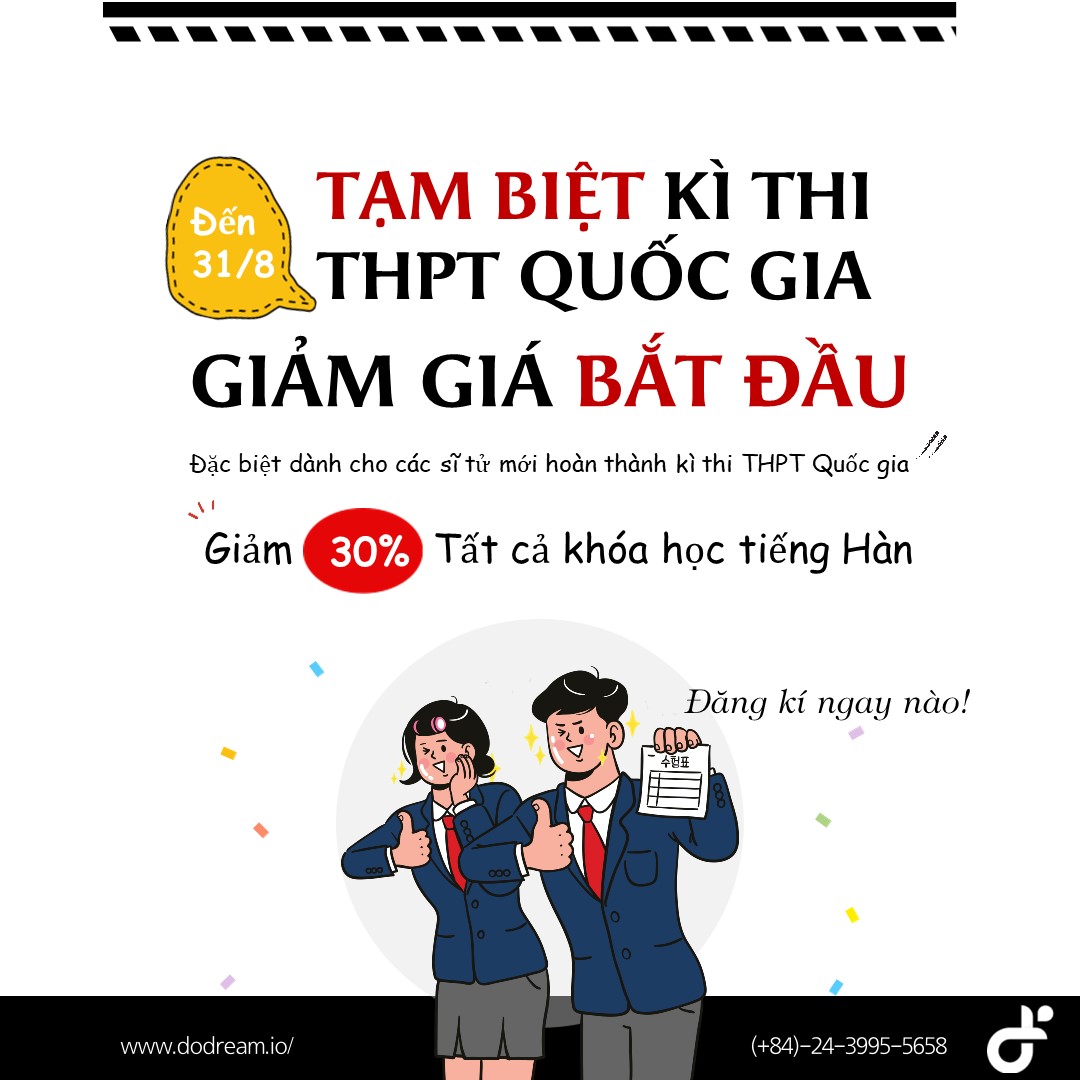 Đến
31/8
TẠM BIỆT KÌ THI
THPT QUỐC GIA
GIẢM GIÁ BẮT ĐẦU
Đặc biệt dành cho các sĩ tử mới hoàn thành kì thi THPT Quốc gia
Giảm 30% Tất cả khóa học tiếng Hàn
Đăng kí ngay nào!
수험표
www.dodream.io/
(+84)-24-3995-5658